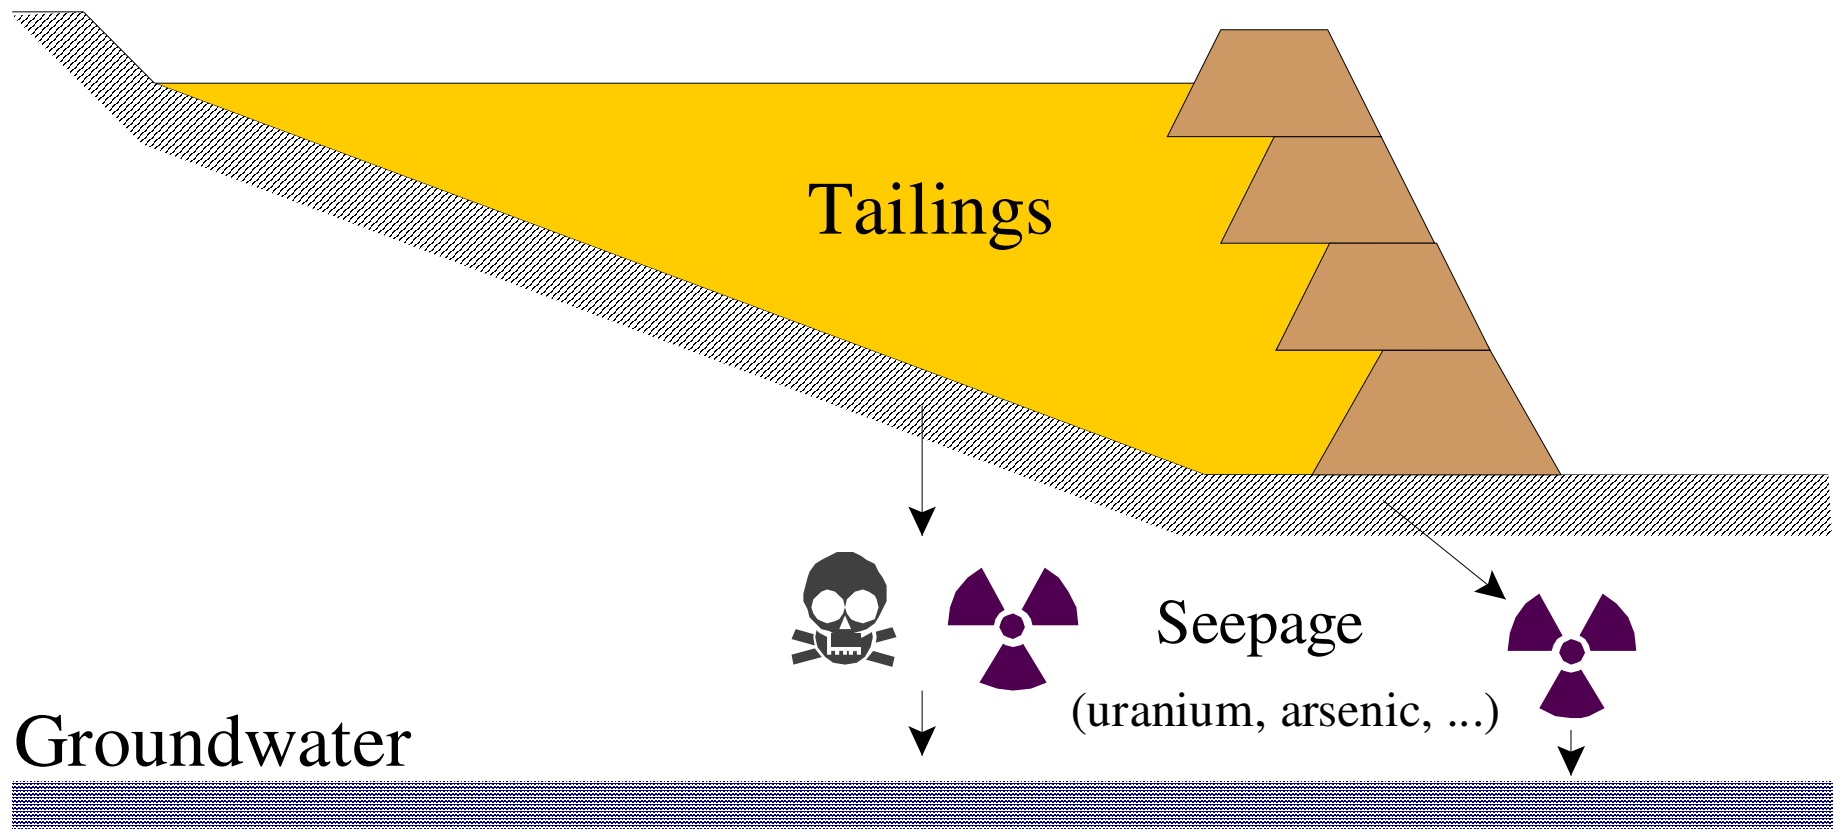 Tailings
Seepage
(uranium, arsenic, ...)
Groundwater